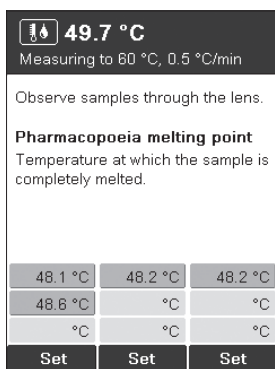 49.7 °C
Measuring to 60 °C, 0.5 °C/min
Observe samples through the lens.
Pharmacopoeia melting point
Temperature at which the sample is
completely melted.
48.1 °C 48.2 °C 48.2 °C
48.6 °C °C °C
°C °C °C
Set Set Set